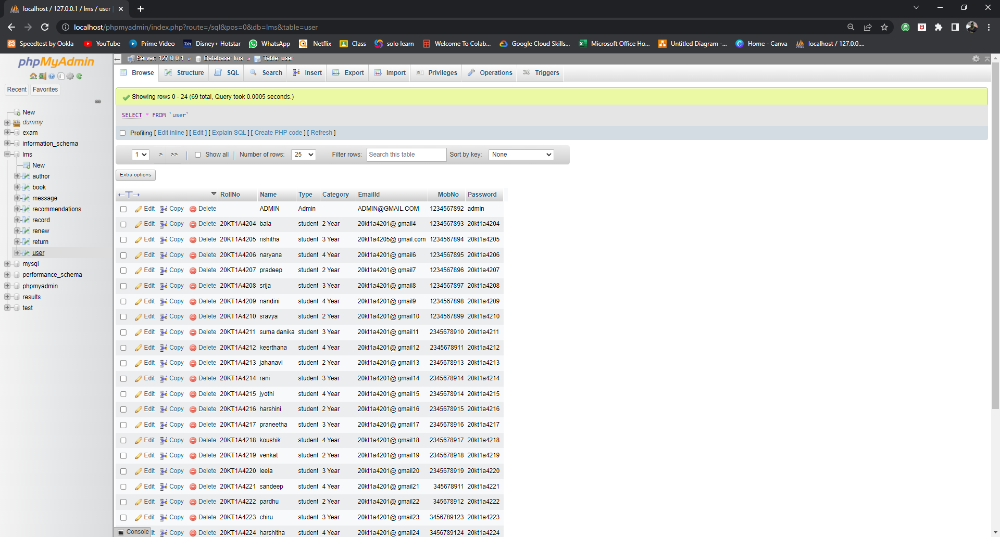 localhost / 127.0.0.1 / lms / user
localhost/phpmyadmin/index.php?route=/sql&pos=0&db=lms&table=user
Speedtest by Ookla YouTube Prime Video Disney+ Hotstar WhatsApp Netflix Class solo learn Welcome To Colab... Google Cloud Skills... Microsoft Office Ho... Untitled Diagram -... Home - Canva localhost / 127.0.0....
phpMyAdmin
Recent Favorites
New
dummy
exam
information_schema
lms
New
author
book
message
recommendations
record
renew
return
user
mysql
performance_schema
phpmyadmin
results
test
Server: 127.0.0.1 » Database: lms » Table: user
Browse Structure SQL Search Insert Export Import Privileges Operations Triggers
Showing rows 0 - 24 (69 total, Query took 0.0005 seconds.)
SELECT * FROM `user`
Profiling [ Edit inline ] [ Edit ] [ Explain SQL ] [ Create PHP code ] [ Refresh ]
1 > >> | Show all | Number of rows: 25 Filter rows: Search this table Sort by key: None
Extra options
←T→ RollNo Name Type Category EmailId MobNo Password
Edit Copy Delete ADMIN Admin ADMIN@GMAIL.COM 1234567892 admin
Edit Copy Delete 20KT1A4204 bala student 2 Year 20kt1a4201@ gmail4 1234567893 20kt1a4204
Edit Copy Delete 20KT1A4205 rishitha student 3 Year 20kt1a4205@ gmail.com 1234567894 20kt1a4205
Edit Copy Delete 20KT1A4206 naryana student 4 Year 20kt1a4201@ gmail6 1234567895 20kt1a4206
Edit Copy Delete 20KT1A4207 pradeep student 2 Year 20kt1a4201@ gmail7 1234567896 20kt1a4207
Edit Copy Delete 20KT1A4208 srija student 3 Year 20kt1a4201@ gmail8 1234567897 20kt1a4208
Edit Copy Delete 20KT1A4209 nandini student 4 Year 20kt1a4201@ gmail9 1234567898 20kt1a4209
Edit Copy Delete 20KT1A4210 sravya student 2 Year 20kt1a4201@ gmail10 1234567899 20kt1a4210
Edit Copy Delete 20KT1A4211 suma danika student 3 Year 20kt1a4201@ gmail11 2345678910 20kt1a4211
Edit Copy Delete 20KT1A4212 keerthana student 4 Year 20kt1a4201@ gmail12 2345678911 20kt1a4212
Edit Copy Delete 20KT1A4213 jahanavi student 2 Year 20kt1a4201@ gmail13 2345678913 20kt1a4213
Edit Copy Delete 20KT1A4214 rani student 3 Year 20kt1a4201@ gmail14 2345678914 20kt1a4214
Edit Copy Delete 20KT1A4215 jyothi student 4 Year 20kt1a4201@ gmail15 2345678914 20kt1a4215
Edit Copy Delete 20KT1A4216 harshini student 2 Year 20kt1a4201@ gmail16 2345678915 20kt1a4216
Edit Copy Delete 20KT1A4217 praneetha student 3 Year 20kt1a4201@ gmail17 2345678916 20kt1a4217
Edit Copy Delete 20KT1A4218 koushik student 4 Year 20kt1a4201@ gmail18 2345678917 20kt1a4218
Edit Copy Delete 20KT1A4219 venkat student 2 Year 20kt1a4201@ gmail19 2345678918 20kt1a4219
Edit Copy Delete 20KT1A4220 leela student 3 Year 20kt1a4201@ gmail20 2345678919 20kt1a4220
Edit Copy Delete 20KT1A4221 sandeep student 4 Year 20kt1a4201@ gmail21 345678911 20kt1a4221
Edit Copy Delete 20KT1A4222 pardhu student 2 Year 20kt1a4201@ gmail22 345678912 20kt1a4222
Edit Copy Delete 20KT1A4223 chiru student 3 Year 20kt1a4201@ gmail23 3456789123 20kt1a4223
Console it Copy Delete 20KT1A4224 harshitha student 4 Year 20kt1a4201@ gmail24 3456789124 20kt1a4224